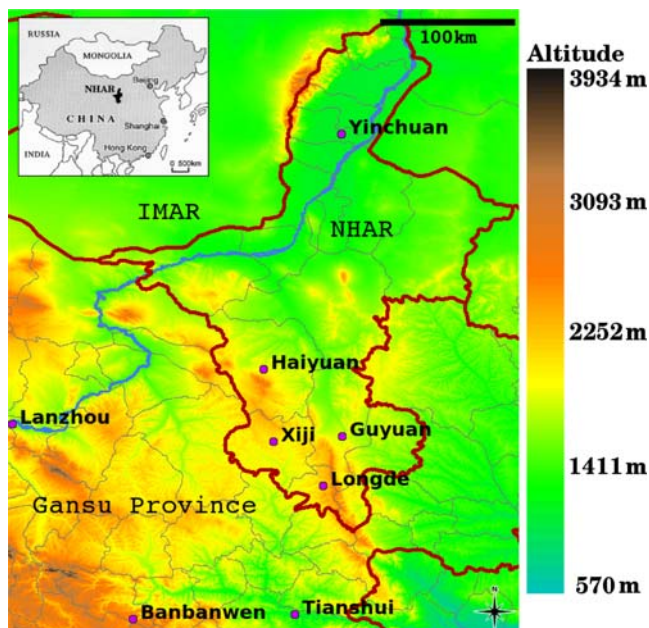 RUSSIA
MONGOLIA
Beijing
NHAR
CHINA
Shanghai
INDIA
Hong Kong
500km
100km
Altitude
3934 m
3093 m
2252 m
1411 m
570 m
Yinchuan
IMAR
NHAR
Haiyuan
Lanzhou
Xiji
Guyuan
Longde
Gansu Province
Banbanwen
Tianshui
N